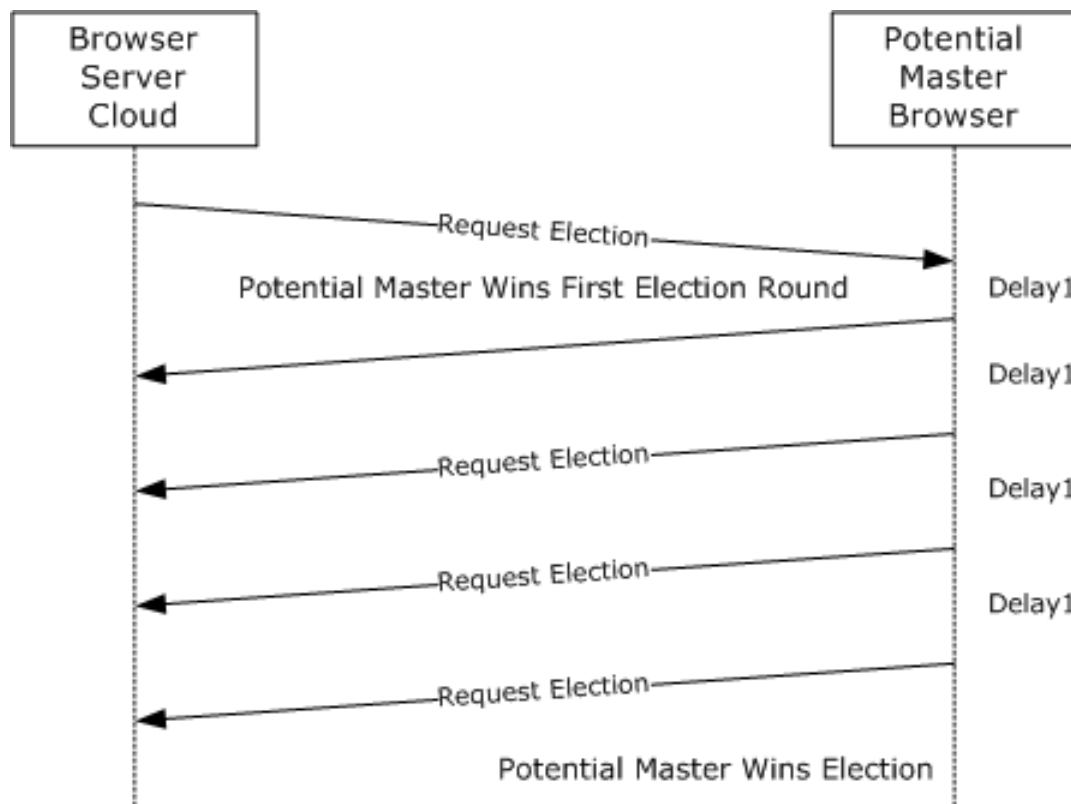 Browser
Server
Cloud
Potential
Master
Browser
Request Election
Potential Master Wins First Election Round
Delay1
Delay1
Request Election
Delay1
Request Election
Delay1
Request Election
Potential Master Wins Election